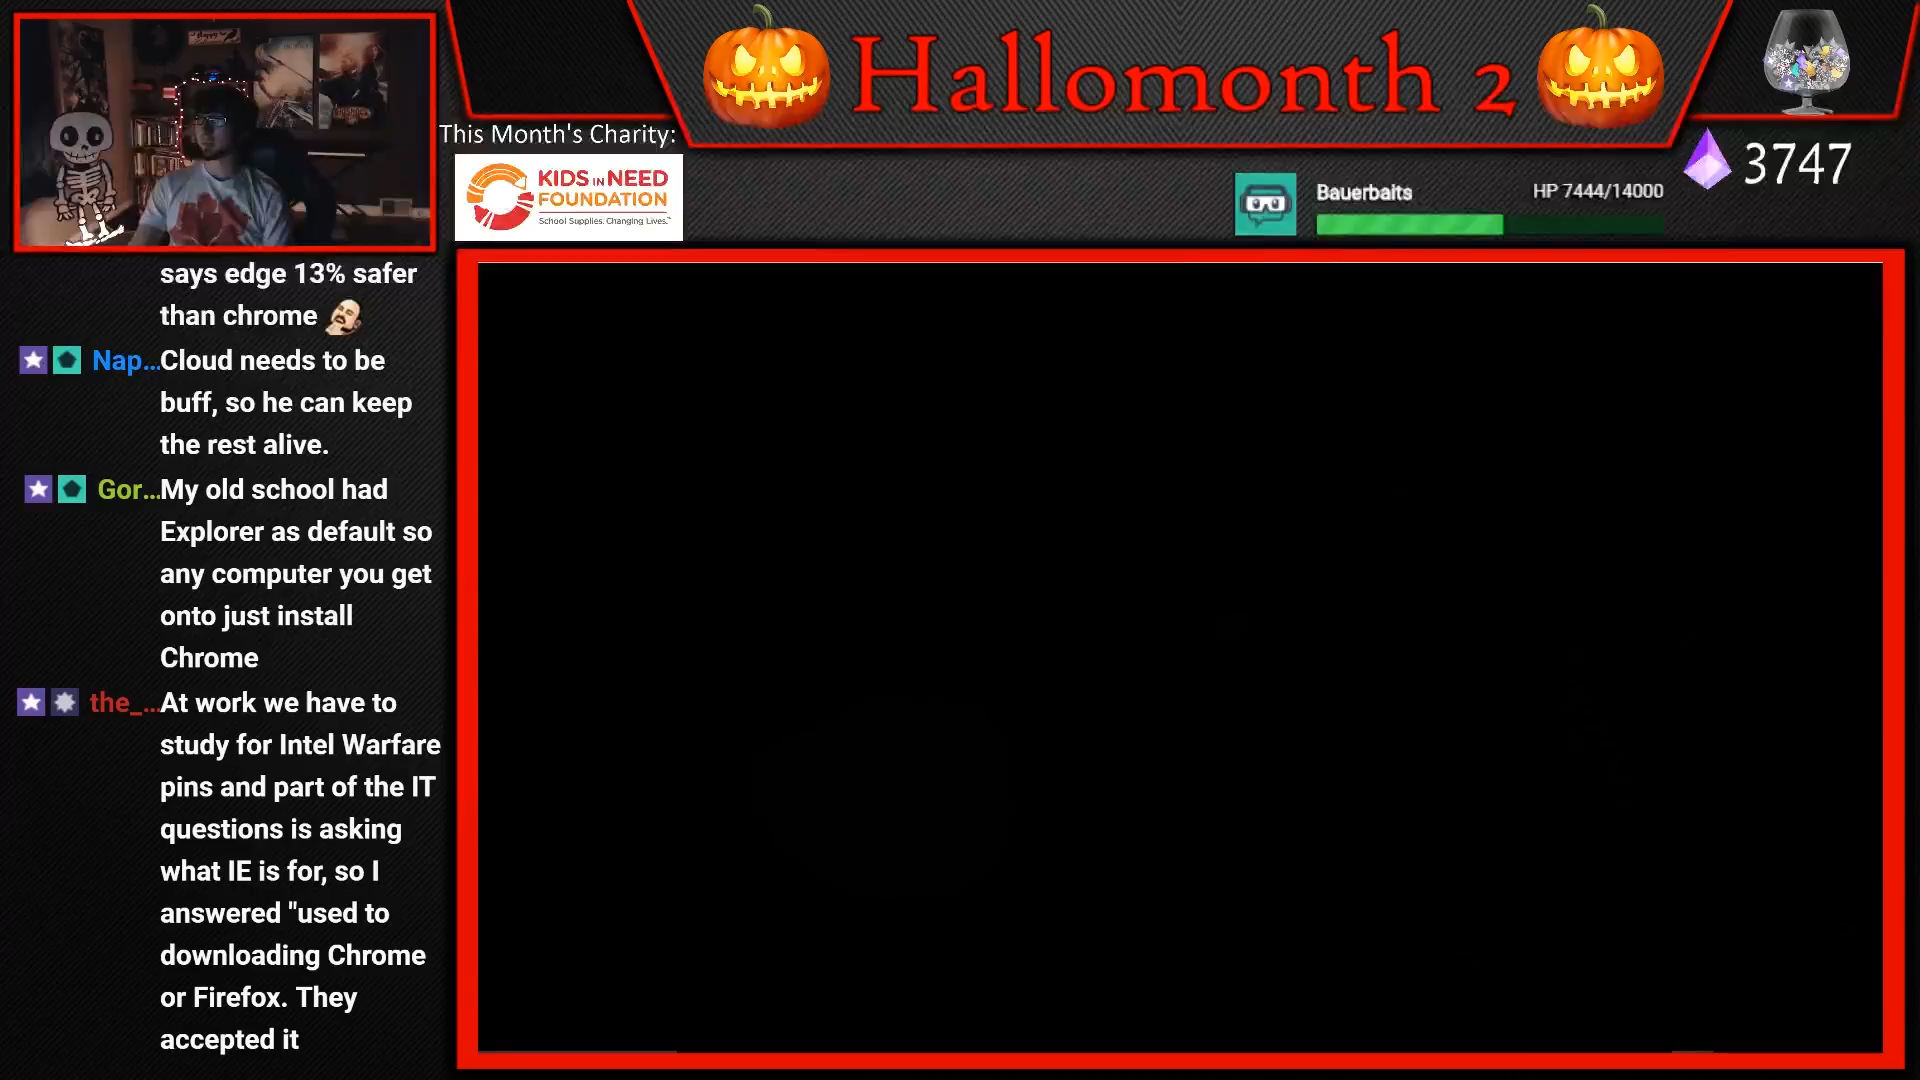 Hallomonth 2
This Month's Charity:
KIDS IN NEED
FOUNDATION
School Supplies. Changing Lives.™
Bauerbaits HP 7444/14000
3747
says edge 13% safer
than chrome
Nap... Cloud needs to be
buff, so he can keep
the rest alive.
Gor... My old school had
Explorer as default so
any computer you get
onto just install
Chrome
the_... At work we have to
study for Intel Warfare
pins and part of the IT
questions is asking
what IE is for, so I
answered "used to
downloading Chrome
or Firefox. They
accepted it